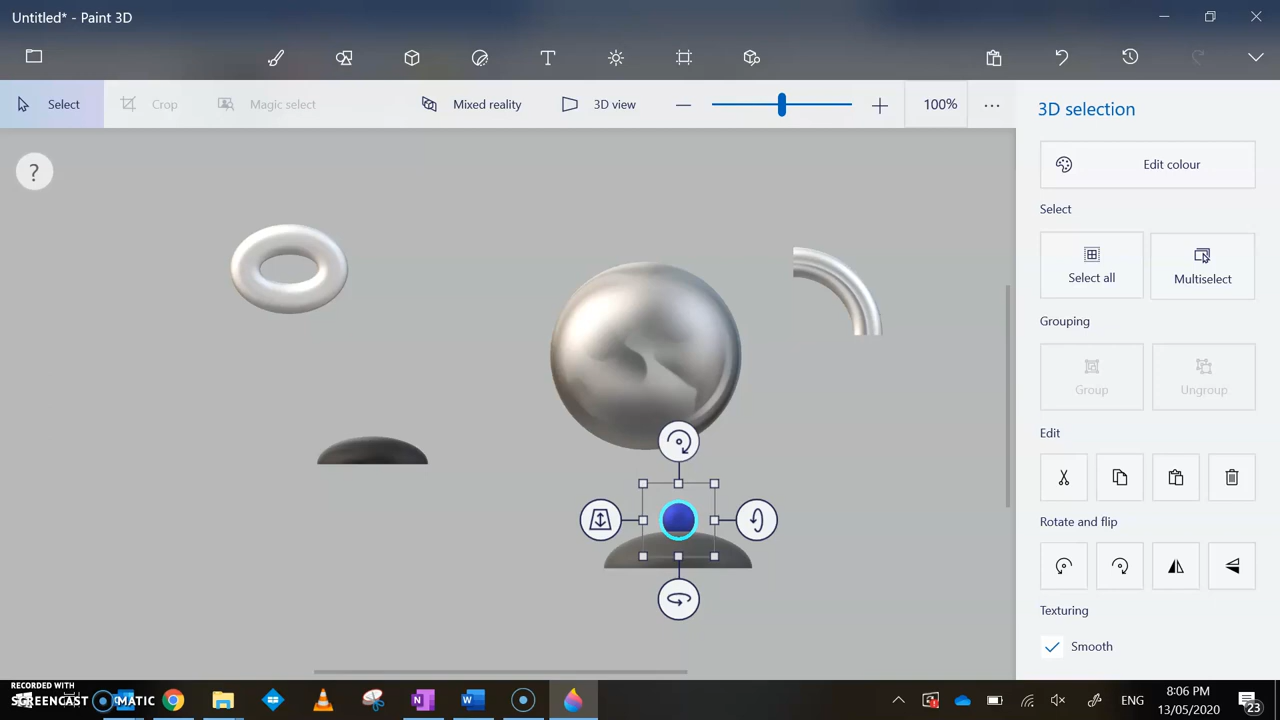 Untitled* - Paint 3D
Select
Crop
Magic select
Mixed reality
3D view
100%
?
3D selection
Edit colour
Select
Select all
Multiselect
Grouping
Group
Ungroup
Edit
Rotate and flip
Texturing
Smooth
RECORDED WITH
SCREENCAST MATIC
ENG
8:06 PM
13/05/2020
23